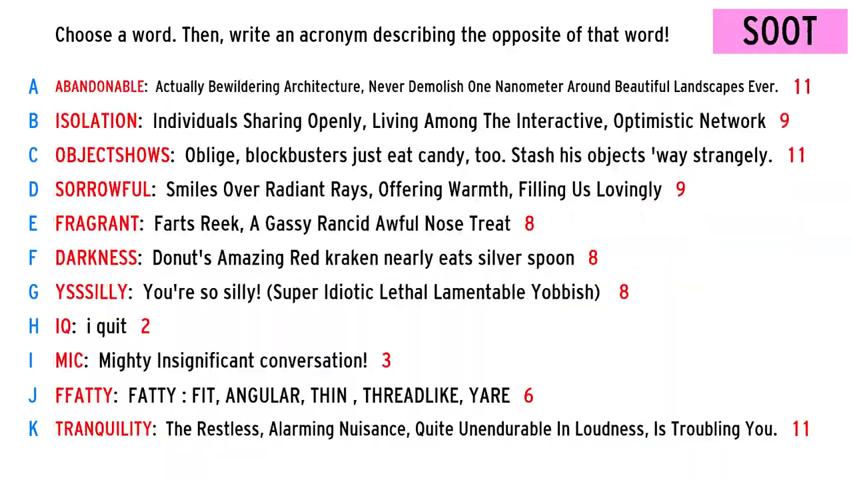 Choose a word. Then, write an acronym describing the opposite of that word!
SOOT
A ABANDONABLE: Actually Bewildering Architecture, Never Demolish One Nanometer Around Beautiful Landscapes Ever. 11
B ISOLATION: Individuals Sharing Openly, Living Among The Interactive, Optimistic Network 9
C OBJECTSHOWS: Oblige, blockbusters just eat candy, too. Stash his objects 'way strangely. 11
D SORROWFUL: Smiles Over Radiant Rays, Offering Warmth, Filling Us Lovingly 9
E FRAGRANT: Farts Reek, A Gassy Rancid Awful Nose Treat 8
F DARKNESS: Donut's Amazing Red kraken nearly eats silver spoon 8
G YSSSILLY: You're so silly! (Super Idiotic Lethal Lamentable Yobbish) 8
H IQ: i quit 2
I MIC: Mighty Insignificant conversation! 3
J FFATTY: FATTY : FIT, ANGULAR, THIN , THREADLIKE, YARE 6
K TRANQUILITY: The Restless, Alarming Nuisance, Quite Unendurable In Loudness, Is Troubling You. 11